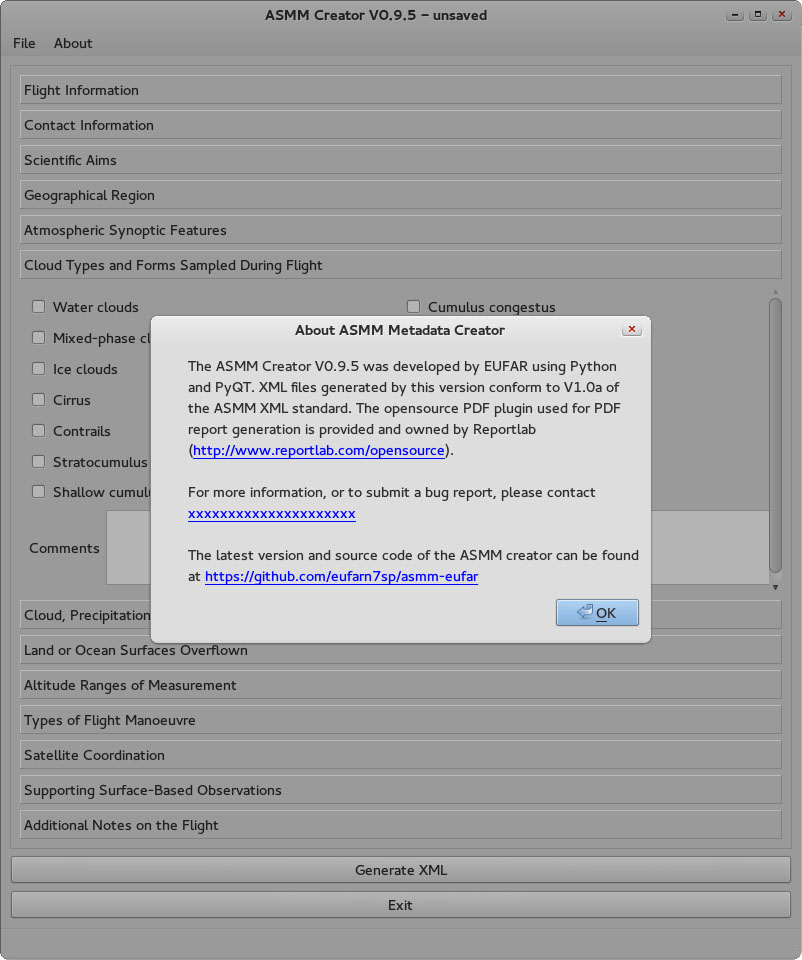 ASMM Creator V0.9.5 - unsaved
File About
Flight Information
Contact Information
Scientific Aims
Geographical Region
Atmospheric Synoptic Features
Cloud Types and Forms Sampled During Flight
Water clouds
Cumulus congestus
Mixed-phase cl
Ice clouds
Cirrus
Contrails
Stratocumulus
Shallow cumulu
Comments
About ASMM Metadata Creator
The ASMM Creator V0.9.5 was developed by EUFAR using Python
and PyQT. XML files generated by this version conform to V1.0a of
the ASMM XML standard. The opensource PDF plugin used for PDF
report generation is provided and owned by Reportlab
(http://www.reportlab.com/opensource).
For more information, or to submit a bug report, please contact
xxxxxxxxxxxxxxxxxxxxx
The latest version and source code of the ASMM creator can be found
at https://github.com/eufarn7sp/asmm-eufar
OK
Cloud, Precipitation
Land or Ocean Surfaces Overflown
Altitude Ranges of Measurement
Types of Flight Manoeuvre
Satellite Coordination
Supporting Surface-Based Observations
Additional Notes on the Flight
Generate XML
Exit